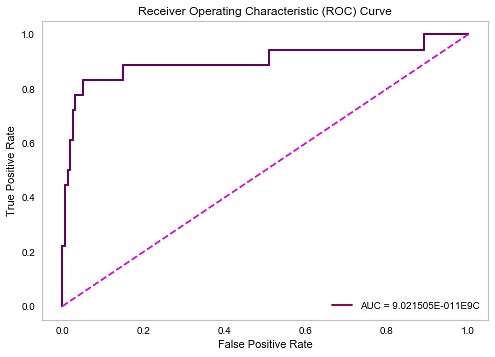 Receiver Operating Characteristic (ROC) Curve
1.0
0.8
0.6
0.4
0.2
0.0
True Positive Rate
0.0 0.2 0.4 0.6 0.8 1.0
False Positive Rate
AUC = 9.021505E-011E9C